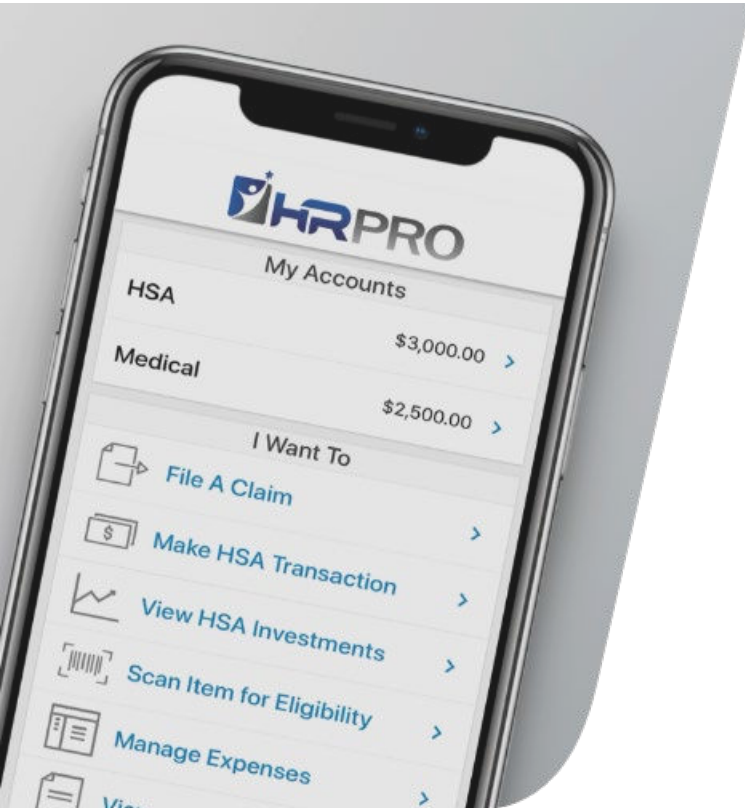 HRPRO
My Accounts
HSA
$3,000.00
Medical
$2,500.00
I Want To
File A Claim
$
Make HSA Transaction
View HSA Investments
Scan Item for Eligibility
Manage Expenses